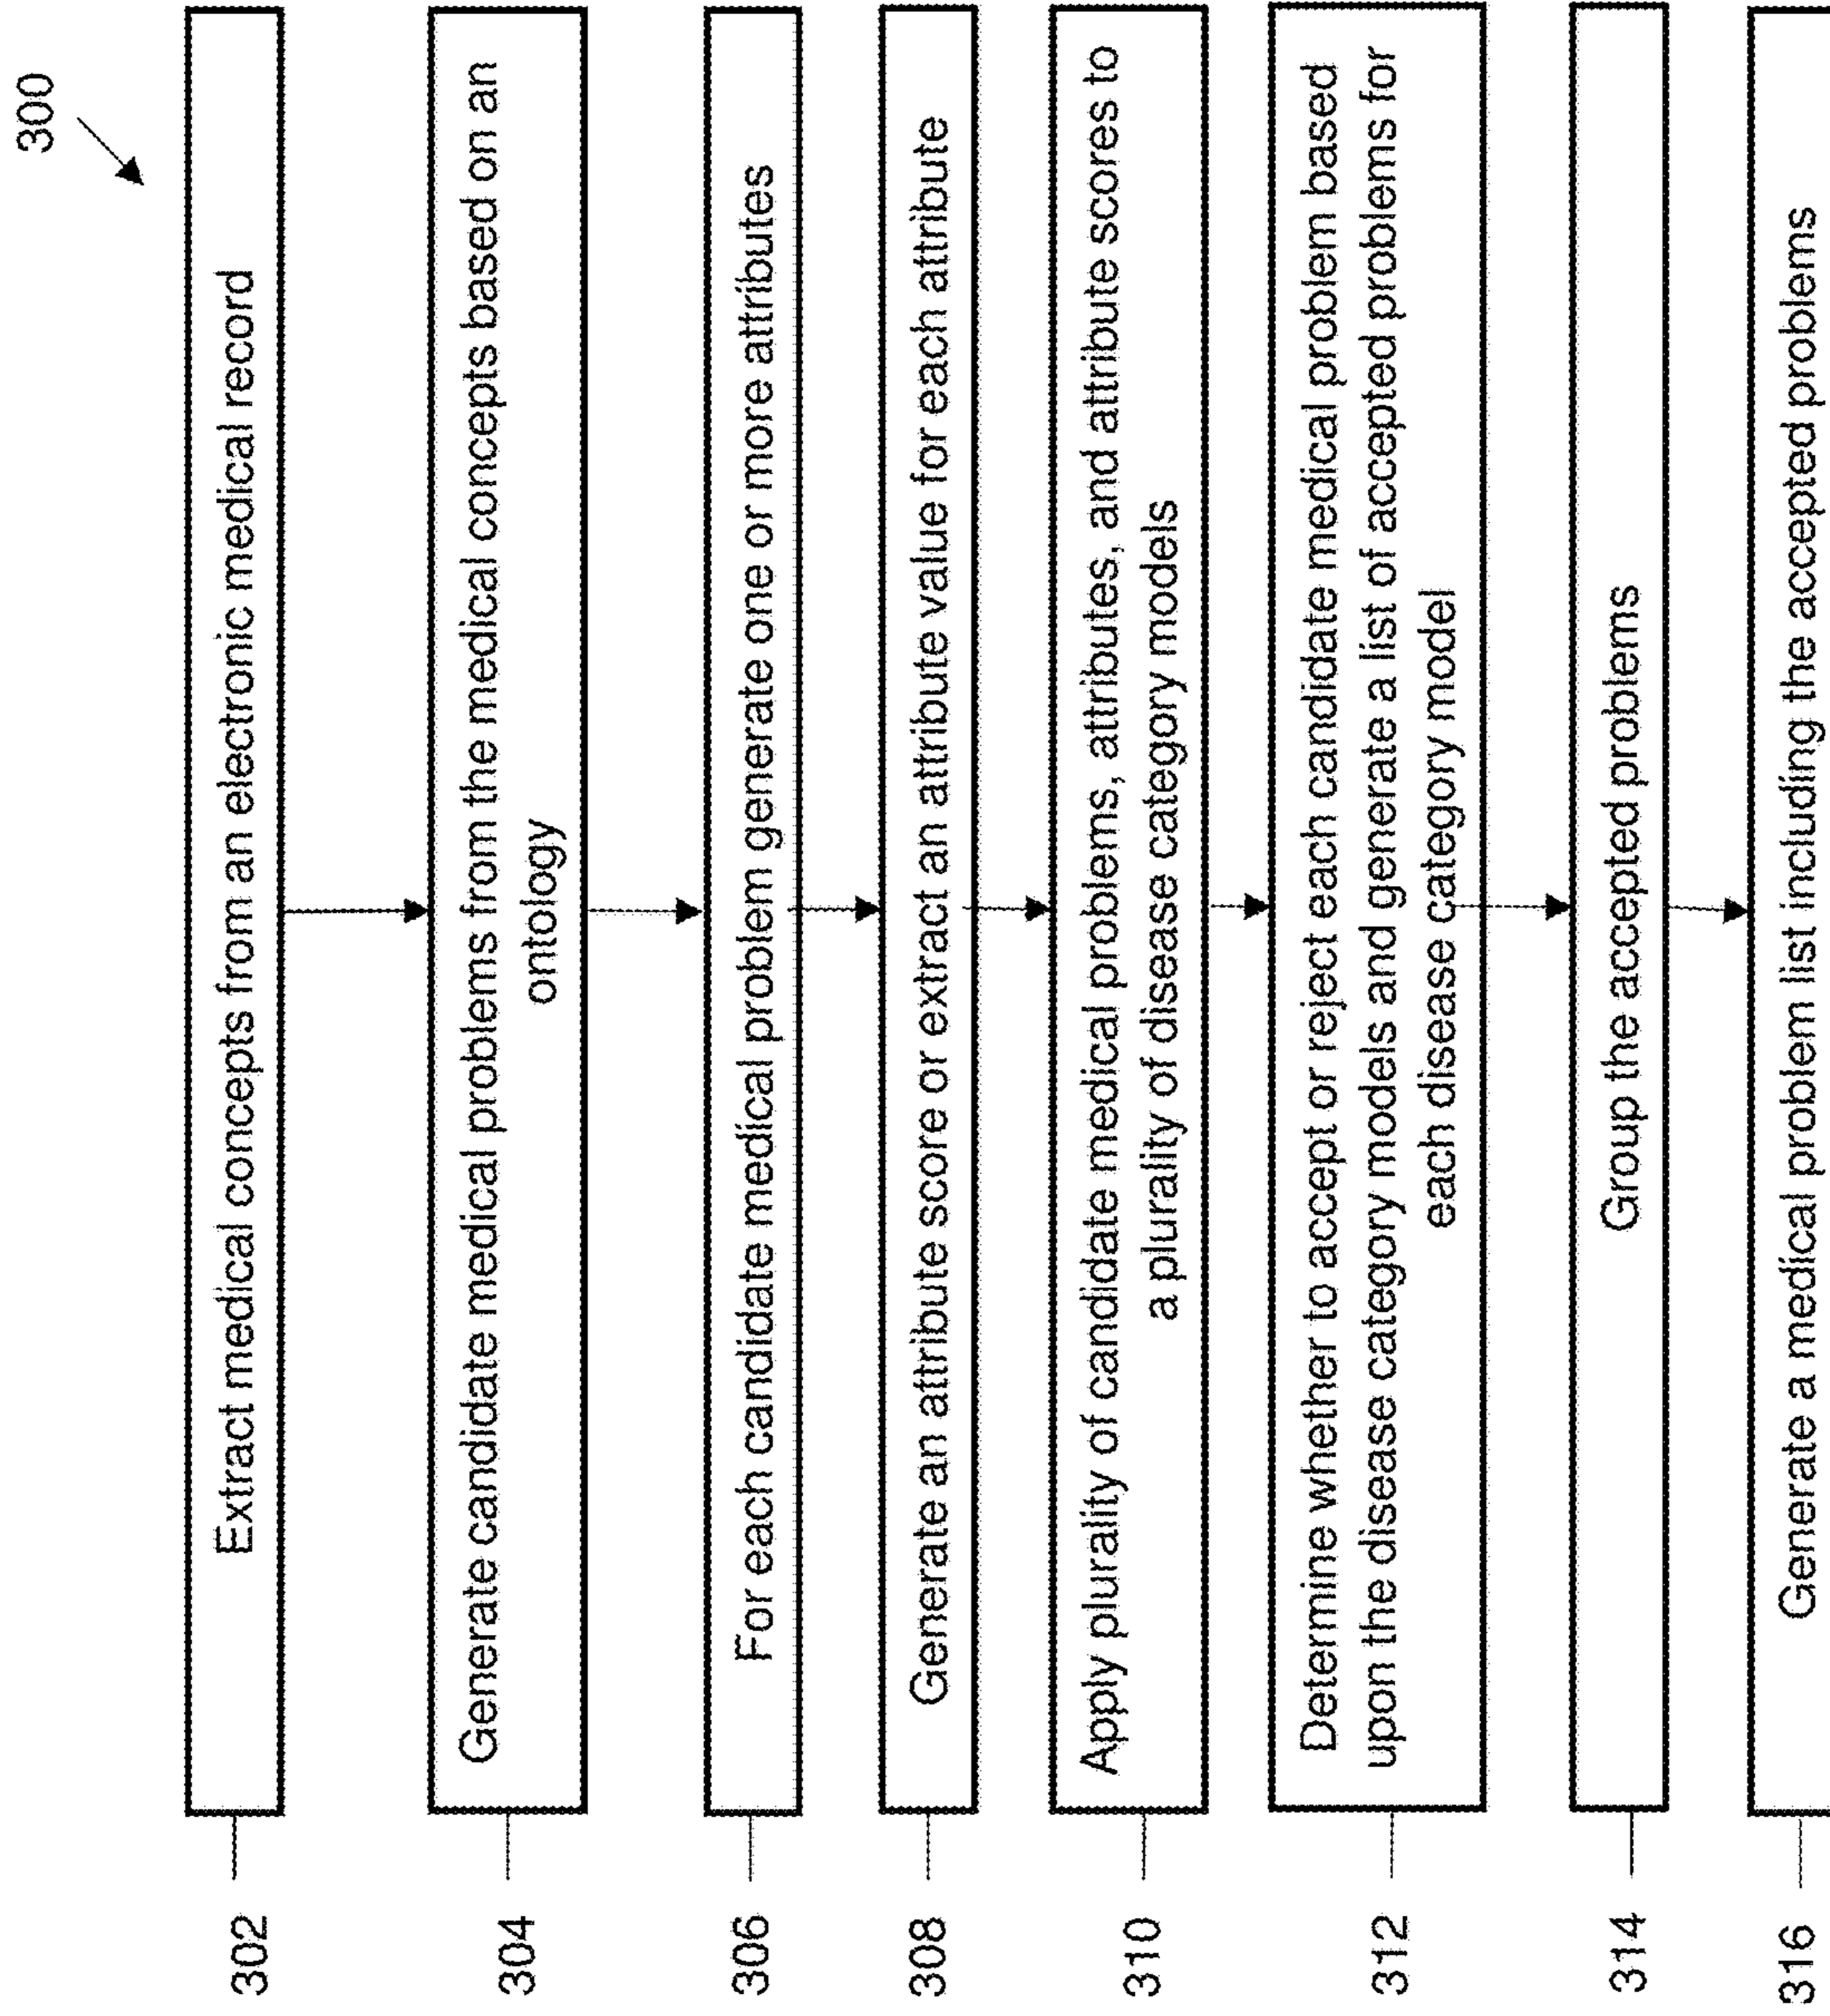 300
302
Extract medical concepts from an electronic medical record
304
Generate candidate medical problems from the medical concepts based on an
ontology
306
For each candidate medical problem generate one or more attributes
308
Generate an attribute score or extract an attribute value for each attribute
310
Apply plurality of candidate medical problems, attributes, and attribute scores to
a plurality of disease category models
312
Determine whether to accept or reject each candidate medical problem based
upon the disease category models and generate a list of accepted problems for
each disease category model
314
Group the accepted problems
316
Generate a medical problem list including the accepted problems